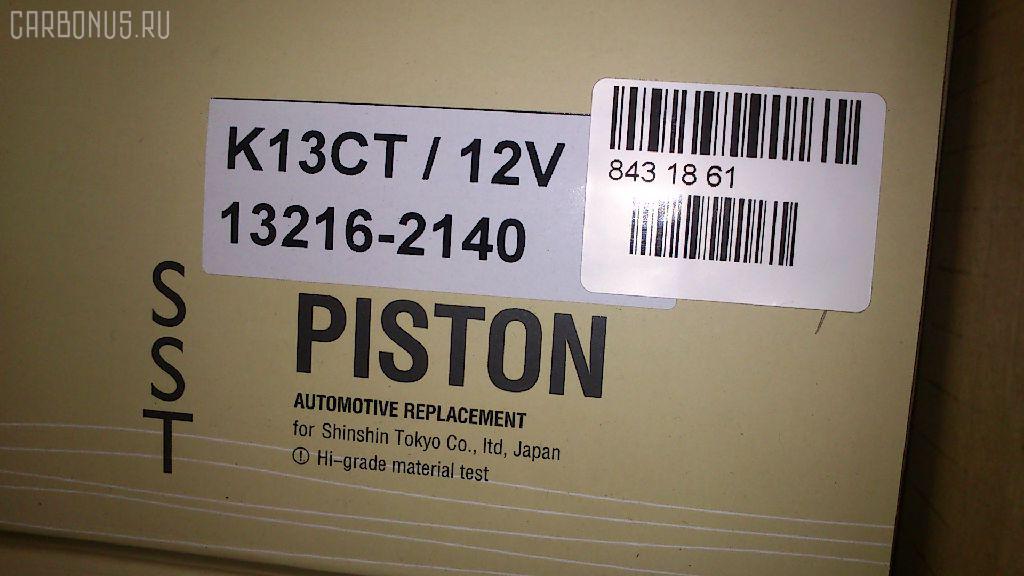 CARBONUS.RU
K13CT / 12V
13216-2140
843 18 61
SST
PISTON
AUTOMOTIVE REPLACEMENT
for Shinshin Tokyo Co., ltd, Japan
! Hi-grade material test